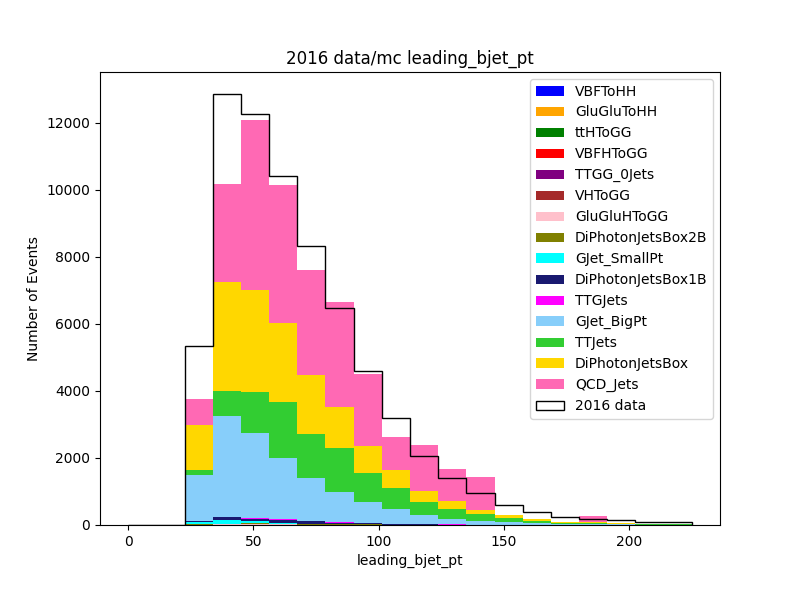 2016 data/mc leading_bjet_pt
Number of Events
12000
10000
8000
6000
4000
2000
0
0
50
100
150
200
leading_bjet_pt
VBFToHH
GluGluToHH
ttHToGG
VBFHToGG
TTGG_0Jets
VHToGG
GluGluHToGG
DiPhotonJetsBox2B
GJet_SmallPt
DiPhotonJetsBox1B
TTGJets
GJet_BigPt
TTJets
DiPhotonJetsBox
QCD_Jets
2016 data